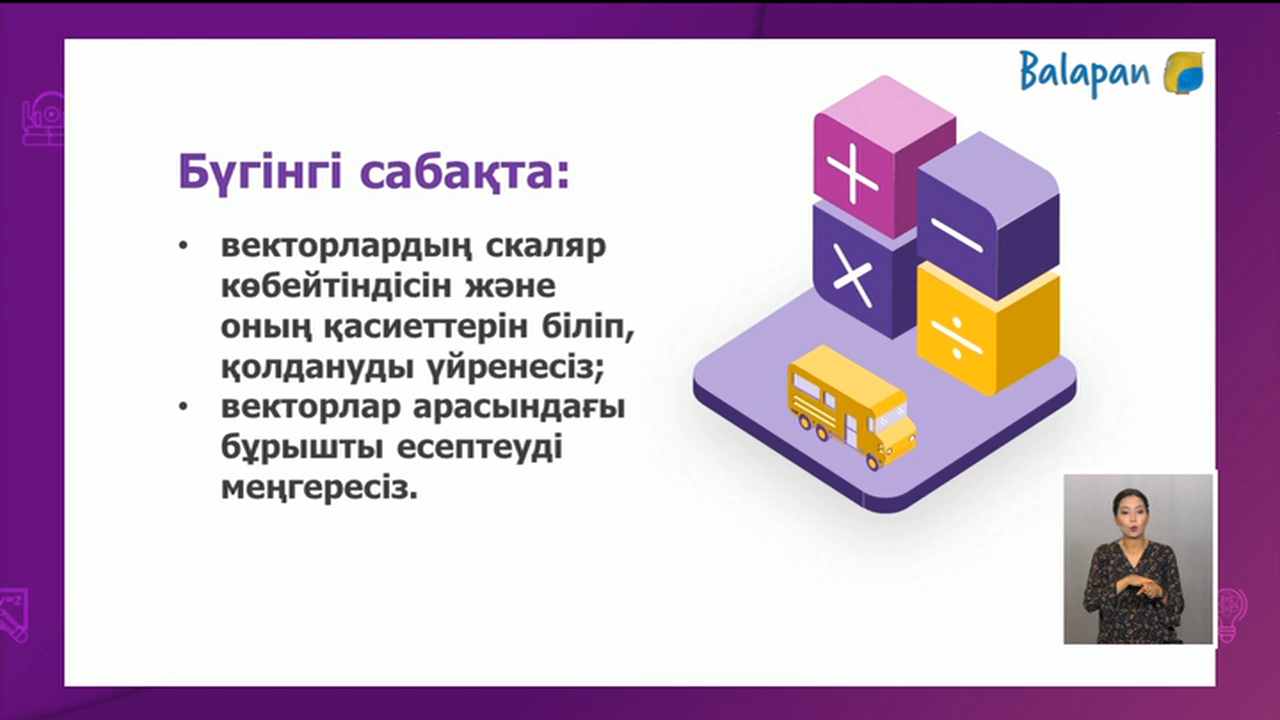 Balapan
Бүгінгі сабақта:
• векторлардың скаляр
көбейтіндісін және
оның қасиеттерін біліп,
қолдануды үйренесіз;
• векторлар арасындағы
бұрышты есептеуді
меңгересіз.